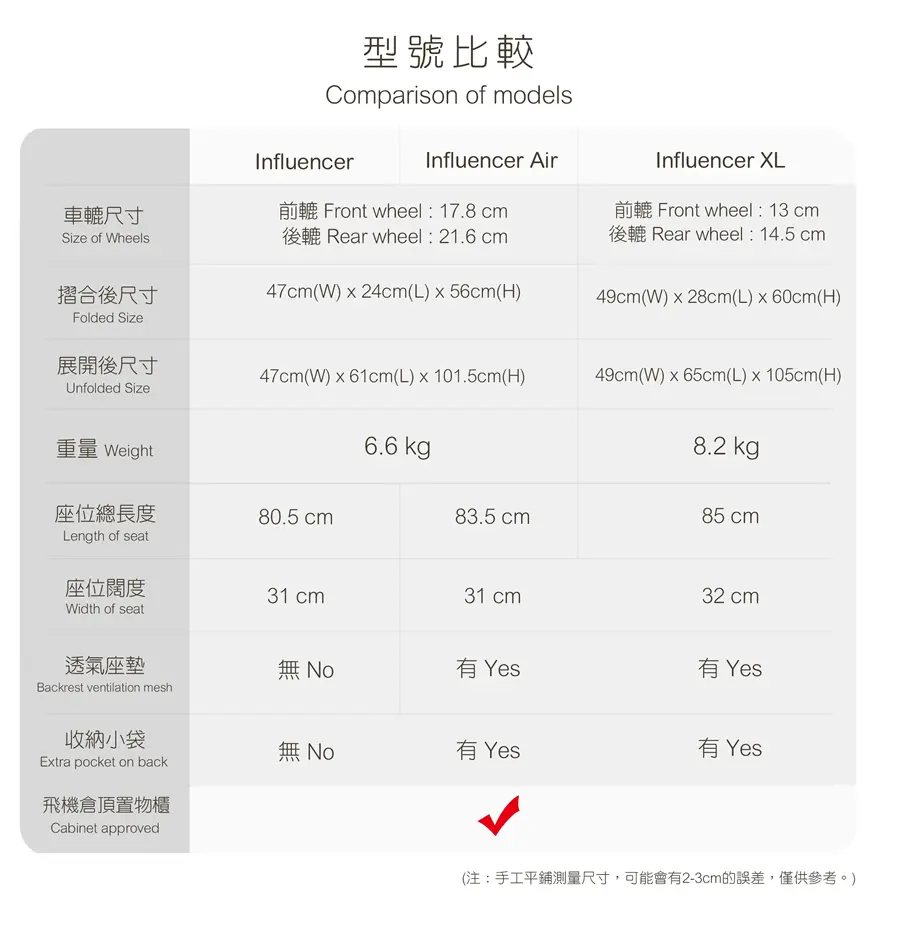 型號比較
Comparison of models
Influencer
Influencer Air
Influencer XL
車轆尺寸
Size of Wheels
前轆 Front wheel : 17.8 cm
後轆 Rear wheel : 21.6 cm
前轆 Front wheel : 13 cm
後轆 Rear wheel : 14.5 cm
摺合後尺寸
Folded Size
47cm(W) x 24cm(L) x 56cm(H)
49cm(W) x 28cm(L) x 60cm(H)
展開後尺寸
Unfolded Size
47cm(W) x 61cm(L) x 101.5cm(H)
49cm(W) x 65cm(L) x 105cm(H)
重量 Weight
6.6 kg
8.2 kg
座位總長度
Length of seat
80.5 cm
83.5 cm
85 cm
座位闊度
Width of seat
31 cm
31 cm
32 cm
透氣座墊
Backrest ventilation mesh
無 No
有 Yes
有 Yes
收納小袋
Extra pocket on back
無 No
有 Yes
有 Yes
飛機倉頂置物櫃
Cabinet approved
(注：手工平鋪測量尺寸，可能會有2-3cm的誤差，僅供參考。)